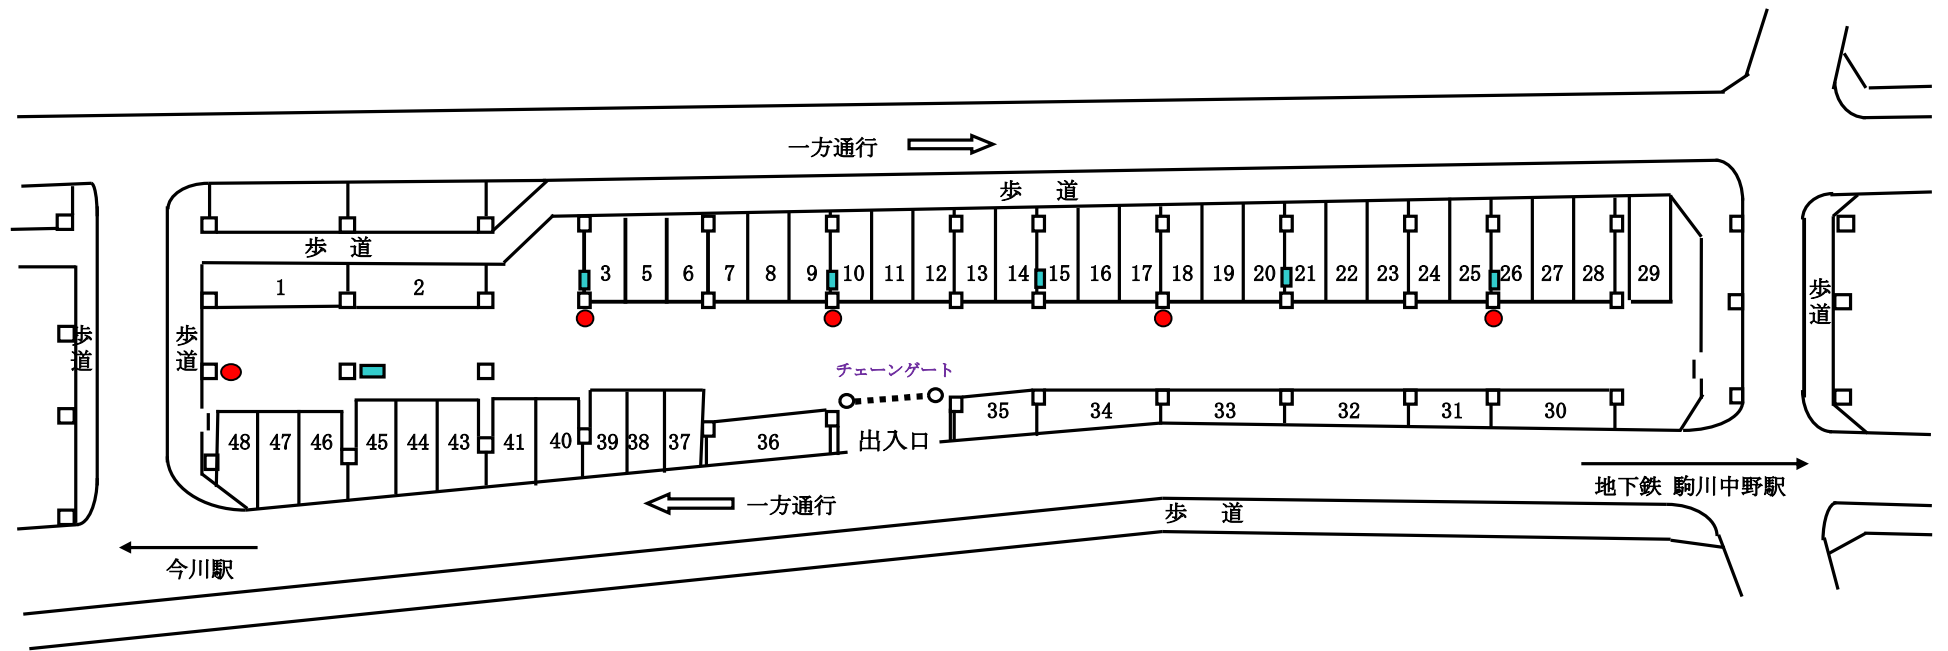 一方通行
歩 道
歩 道
1 2
3 5 6 7 8 9 10 11 12 13 14 15 16 17 18 19 20 21 22 23 24 25 26 27 28 29
歩道
歩道
歩道
チェーンゲート
48 47 46 45 44 43 41 40 39 38 37 36
出入口
35 34 33 32 31 30
地下鉄 駒川中野駅
一方通行
歩 道
今川駅